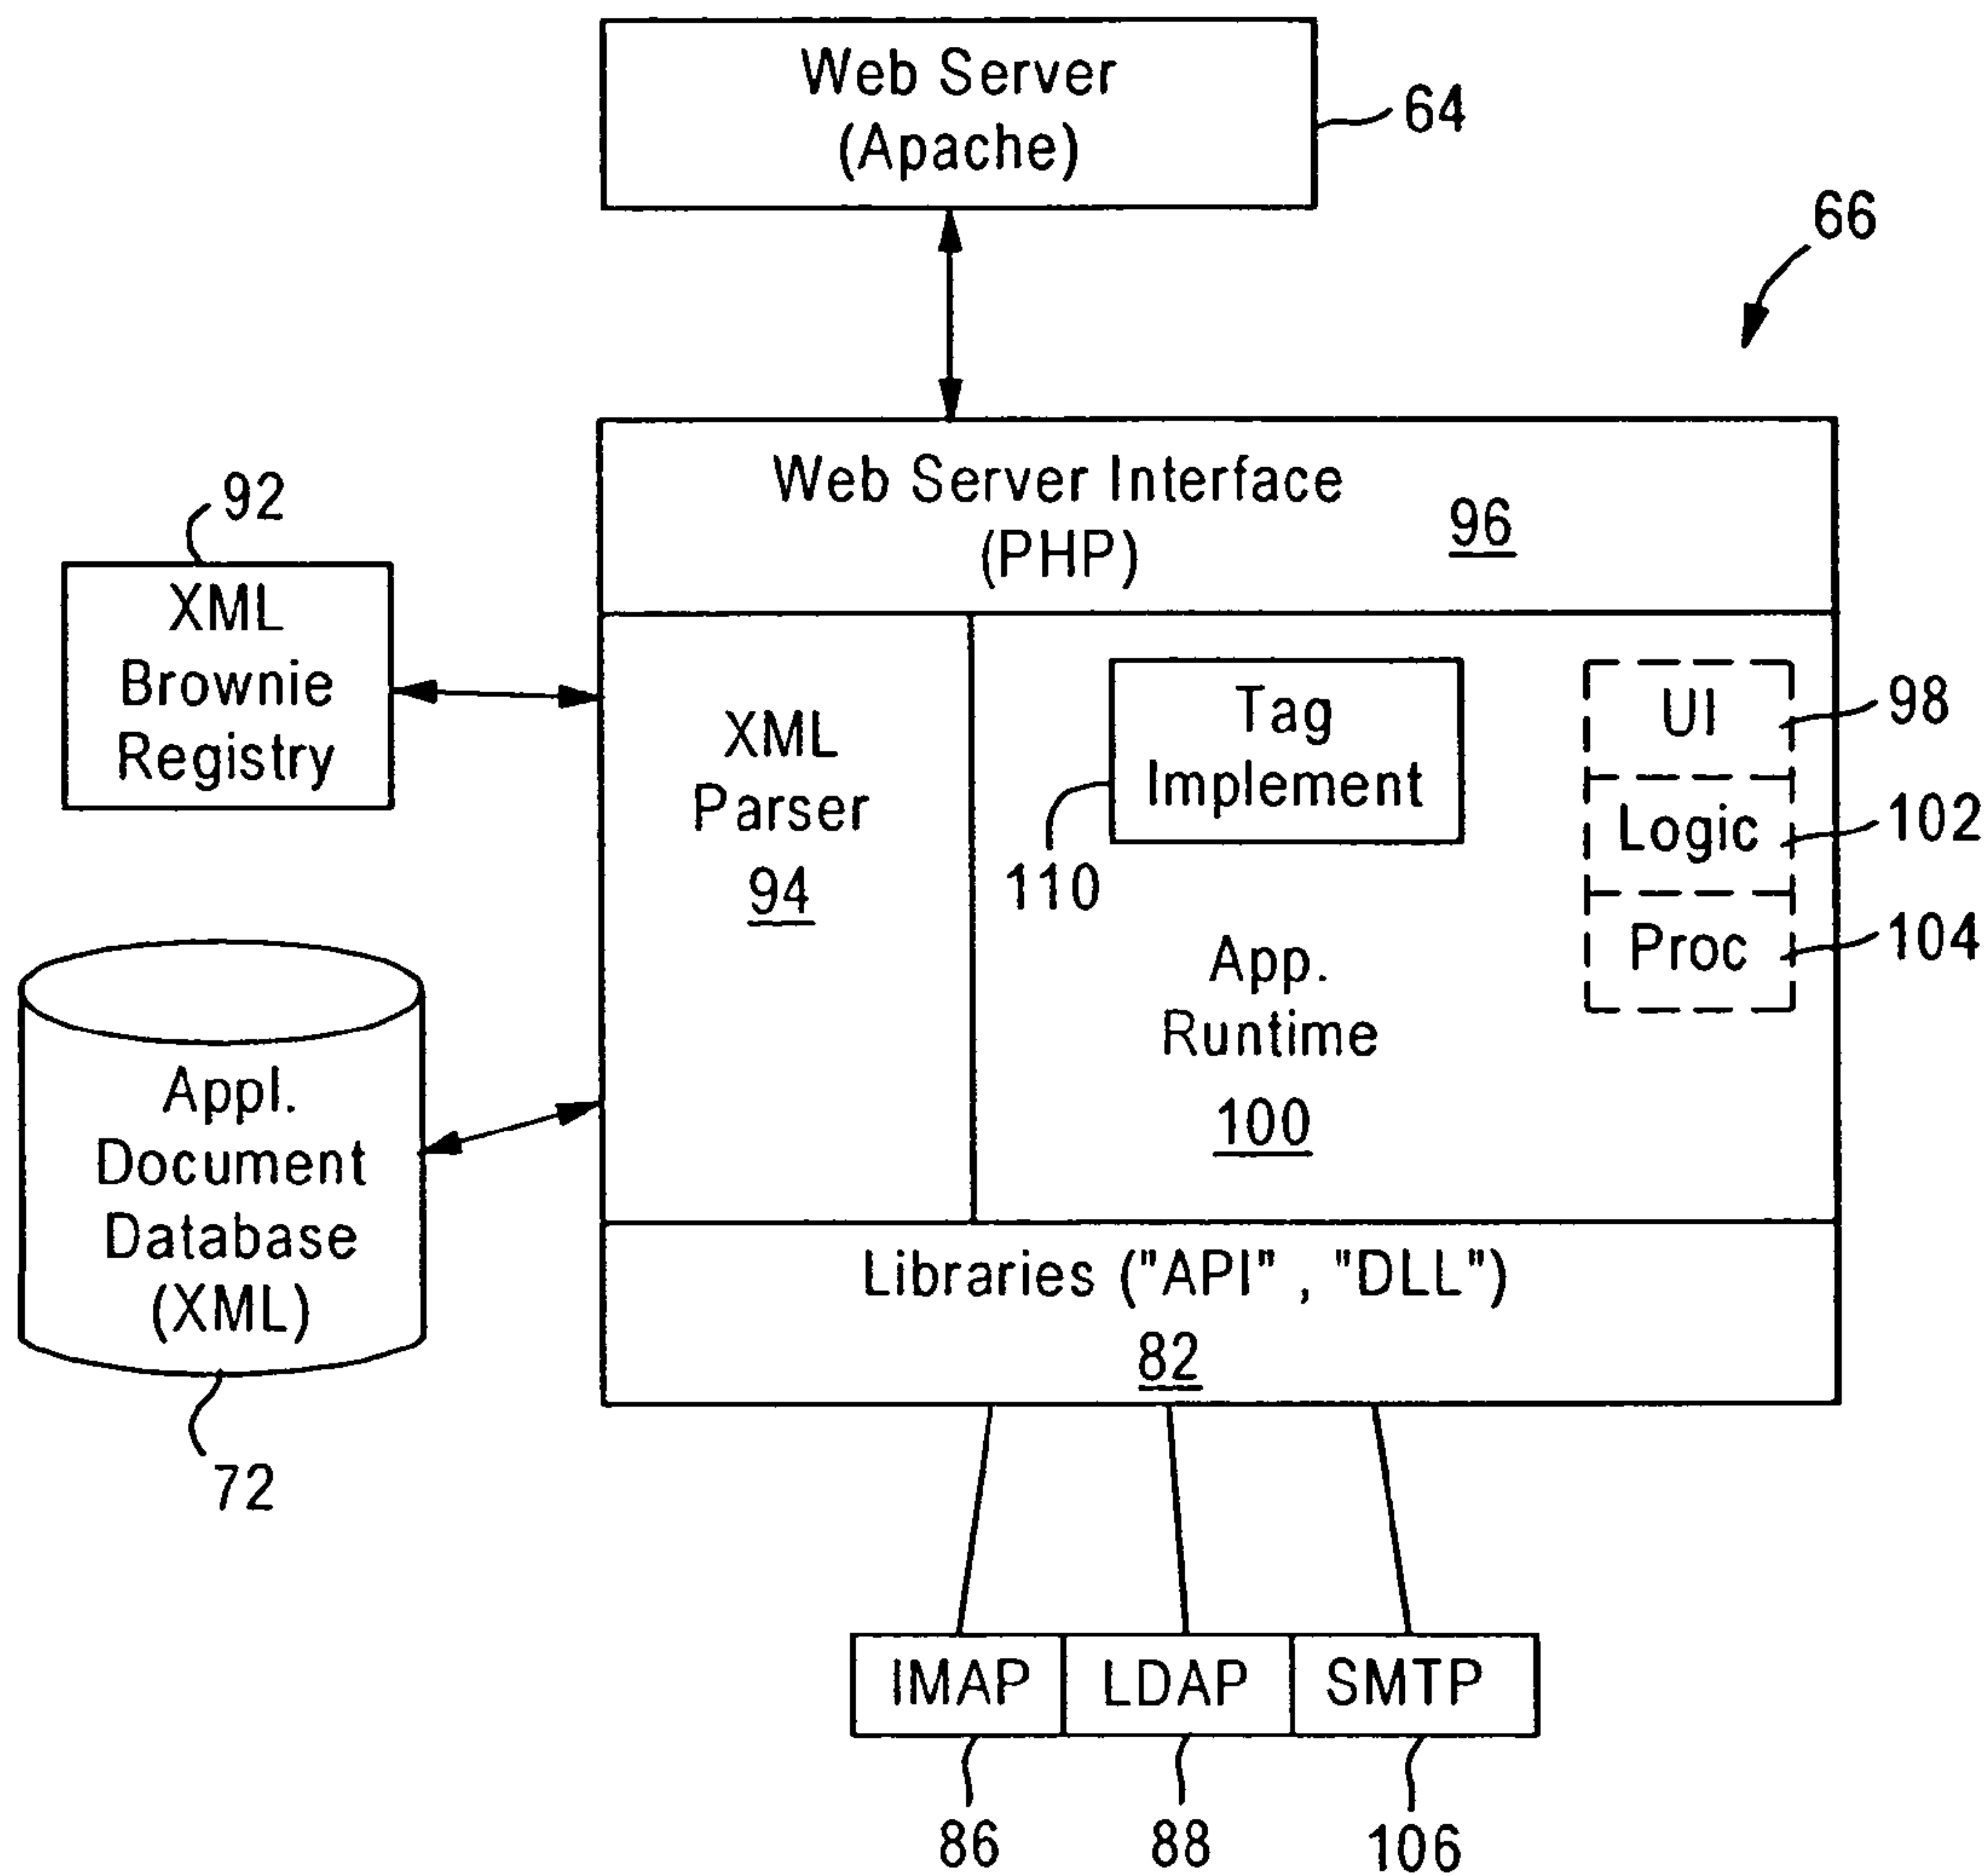 Web Server
(Apache)
64
66
Web Server Interface
(PHP)
96
92
XML
Brownie
Registry
XML
Parser
94
Tag
Implement
110
UI
98
Logic
102
Proc
104
App.
Runtime
100
Appl.
Document
Database
(XML)
72
Libraries ("API" , "DLL")
82
IMAP
LDAP
SMTP
86
88
106